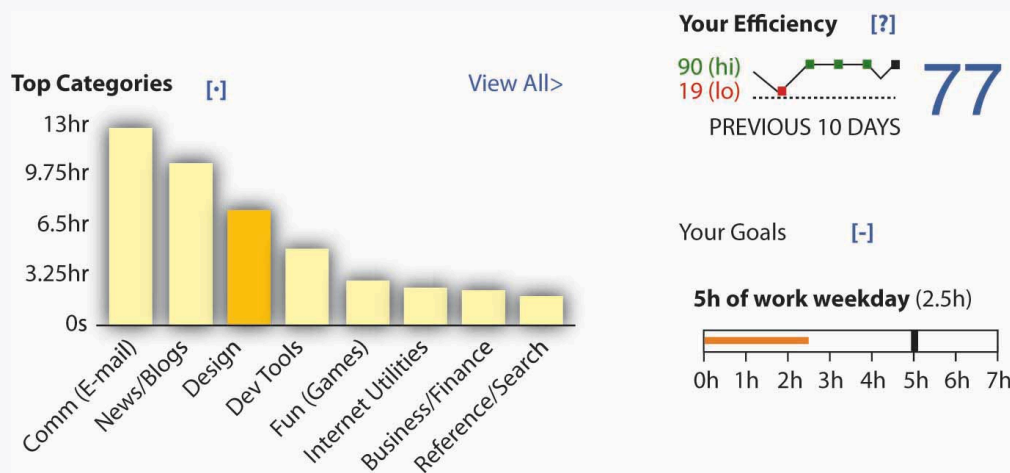 Top Categories [·] View All>
13hr
9.75hr
6.5hr
3.25hr
0s
Comm (E-mail)
News/Blogs
Design
Dev Tools
Fun (Games)
Internet Utilities
Business/Finance
Reference/Search
Your Efficiency [?]
90 (hi)
19 (lo)
77
PREVIOUS 10 DAYS
Your Goals [-]
5h of work weekday (2.5h)
0h 1h 2h 3h 4h 5h 6h 7h